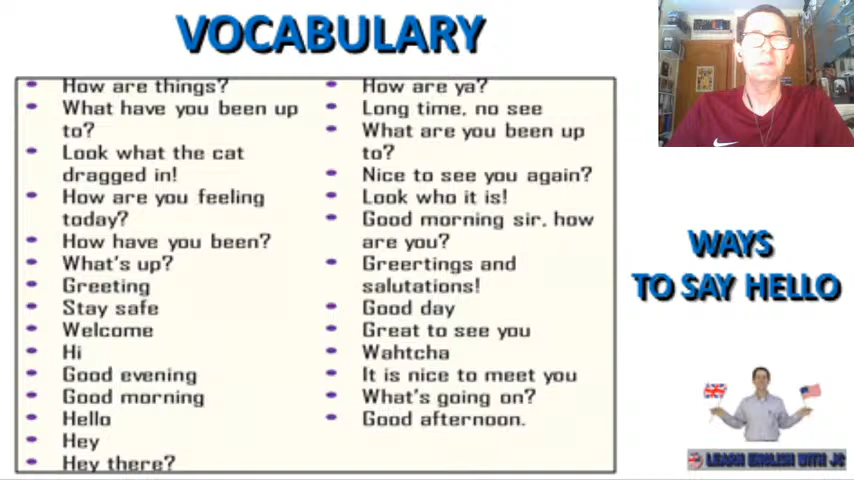 VOCABULARY
How are things?
What have you been up
to?
Look what the cat
dragged in!
How are you feeling
today?
How have you been?
What's up?
Greeting
Stay safe
Welcome
Hi
Good evening
Good morning
Hello
Hey
Hey there?
How are ya?
Long time, no see
What are you been up
to?
Nice to see you again?
Look who it is!
Good morning sir, how
are you?
Greertings and
salutations!
Good day
Great to see you
Wahtcha
It is nice to meet you
What's going on?
Good afternoon.
WAYS
TO SAY HELLO
LEARN ENGLISH WITH JC